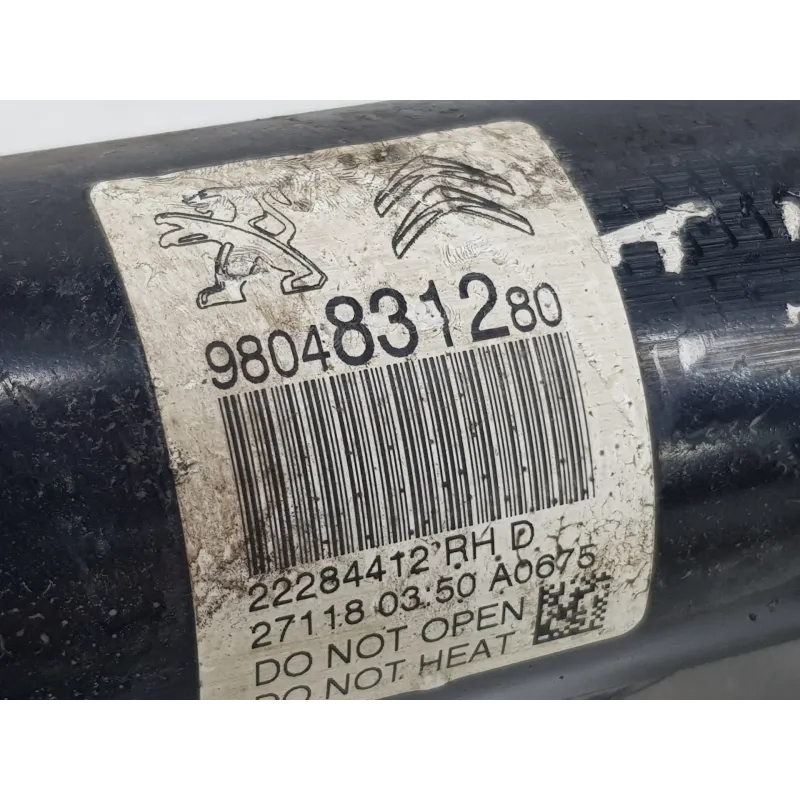 9804831280
22284412 RH D
27118 03:50 A0675
DO NOT OPEN
DO NOT HEAT